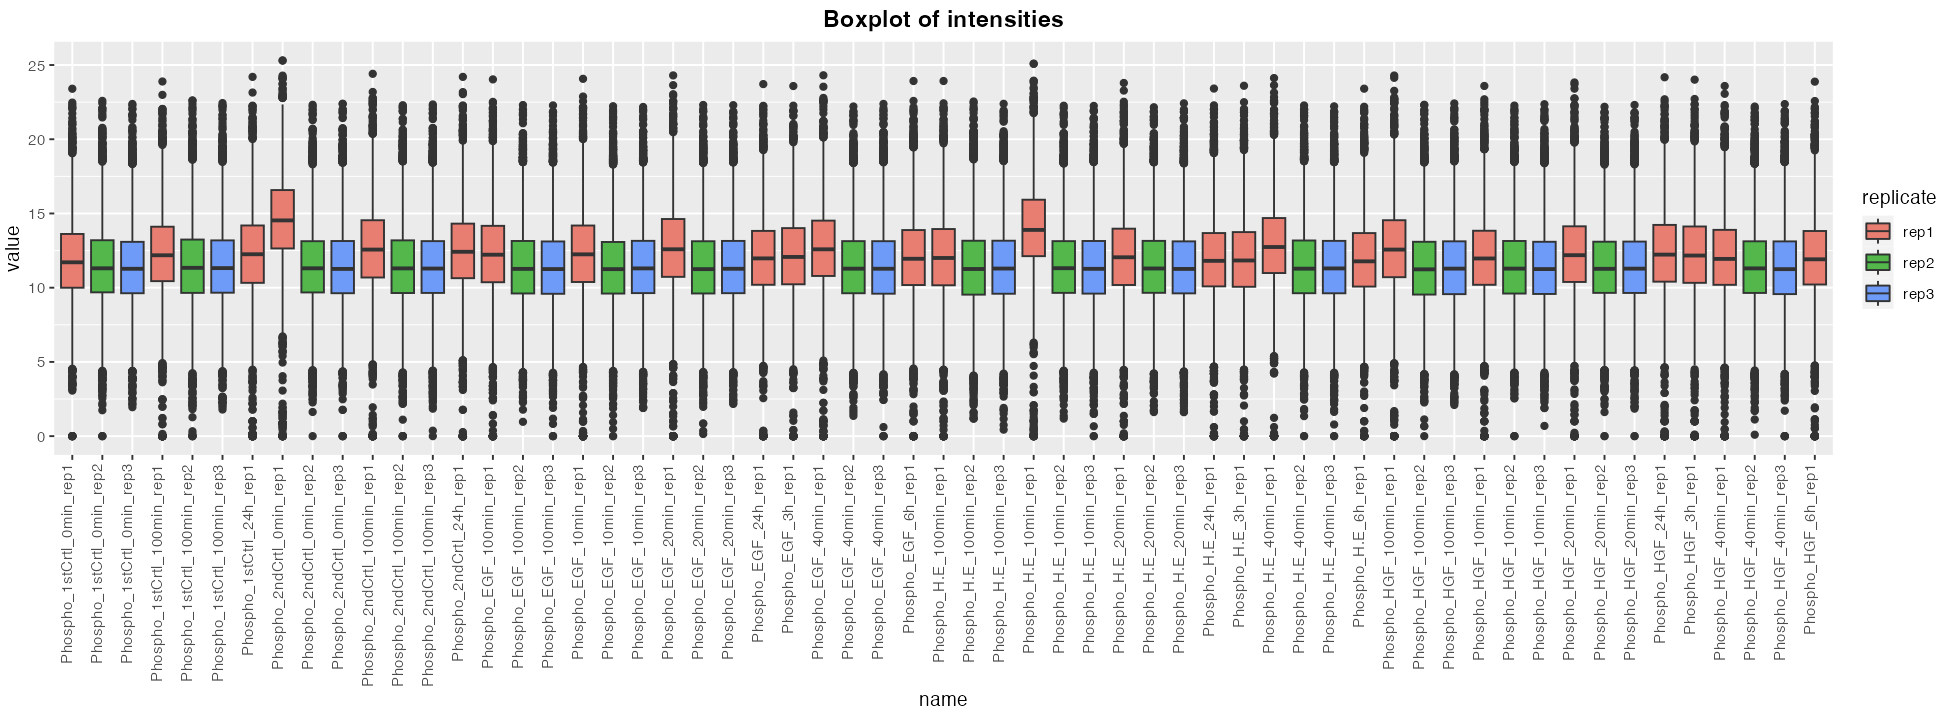 Boxplot of intensities
value
25
20
15
10
5
0
Phospho_1stCrtl_0min_rep1
Phospho_1stCrtl_0min_rep2
Phospho_1stCrtl_0min_rep3
Phospho_1stCrtl_100min_rep1
Phospho_1stCrtl_100min_rep2
Phospho_1stCrtl_100min_rep3
Phospho_1stCtrl_24h_rep1
Phospho_2ndCrtl_0min_rep1
Phospho_2ndCrtl_0min_rep2
Phospho_2ndCrtl_0min_rep3
Phospho_2ndCrtl_100min_rep1
Phospho_2ndCrtl_100min_rep2
Phospho_2ndCrtl_100min_rep3
Phospho_2ndCrtl_24h_rep1
Phospho_EGF_100min_rep1
Phospho_EGF_100min_rep2
Phospho_EGF_100min_rep3
Phospho_EGF_10min_rep1
Phospho_EGF_10min_rep2
Phospho_EGF_10min_rep3
Phospho_EGF_20min_rep1
Phospho_EGF_20min_rep2
Phospho_EGF_20min_rep3
Phospho_EGF_24h_rep1
Phospho_EGF_3h_rep1
Phospho_EGF_40min_rep1
Phospho_EGF_40min_rep2
Phospho_EGF_40min_rep3
Phospho_EGF_6h_rep1
Phospho_H.E_100min_rep1
Phospho_H.E_100min_rep2
Phospho_H.E_100min_rep3
Phospho_H.E_10min_rep1
Phospho_H.E_10min_rep2
Phospho_H.E_10min_rep3
Phospho_H.E_20min_rep1
Phospho_H.E_20min_rep2
Phospho_H.E_20min_rep3
Phospho_H.E_24h_rep1
Phospho_H.E_3h_rep1
Phospho_H.E_40min_rep1
Phospho_H.E_40min_rep2
Phospho_H.E_40min_rep3
Phospho_H.E_6h_rep1
Phospho_HGF_100min_rep1
Phospho_HGF_100min_rep2
Phospho_HGF_100min_rep3
Phospho_HGF_10min_rep1
Phospho_HGF_10min_rep2
Phospho_HGF_10min_rep3
Phospho_HGF_20min_rep1
Phospho_HGF_20min_rep2
Phospho_HGF_20min_rep3
Phospho_HGF_24h_rep1
Phospho_HGF_3h_rep1
Phospho_HGF_40min_rep1
Phospho_HGF_40min_rep2
Phospho_HGF_40min_rep3
Phospho_HGF_6h_rep1
name
replicate
rep1
rep2
rep3